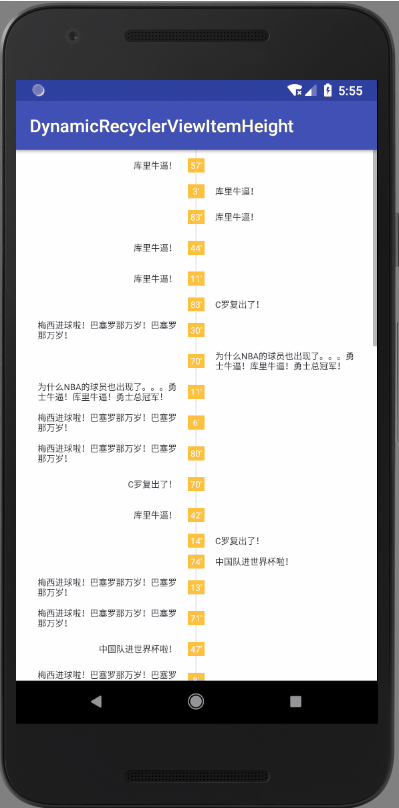 5:55
DynamicRecyclerViewItemHeight
库里牛逼！ 57'
3' 库里牛逼！
83' 库里牛逼！
库里牛逼！ 44'
库里牛逼！ 11'
83' C罗复出了！
梅西进球啦！巴塞罗那万岁！巴塞罗
那万岁！ 30'
70' 为什么NBA的球员也出现了。。。勇
士牛逼！库里牛逼！勇士总冠军！
为什么NBA的球员也出现了。。。勇
士牛逼！库里牛逼！勇士总冠军！ 11'
梅西进球啦！巴塞罗那万岁！巴塞罗
那万岁！ 6'
梅西进球啦！巴塞罗那万岁！巴塞罗
那万岁！ 80'
C罗复出了！ 70'
库里牛逼！ 42'
14' C罗复出了！
74' 中国队进世界杯啦！
梅西进球啦！巴塞罗那万岁！巴塞罗
那万岁！ 13'
梅西进球啦！巴塞罗那万岁！巴塞罗
那万岁！ 71'
中国队进世界杯啦！ 47'
梅西进球啦！巴塞罗那万岁！巴塞罗